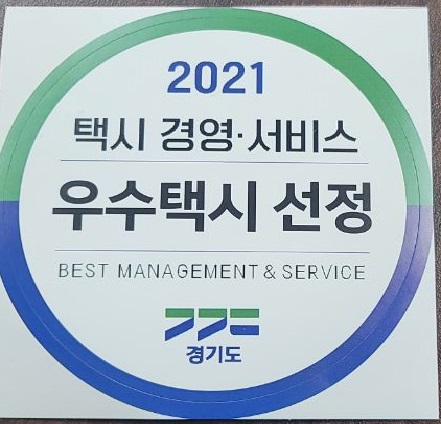 2021
택시 경영·서비스
우수택시 선정
BEST MANAGEMENT & SERVICE
경기도